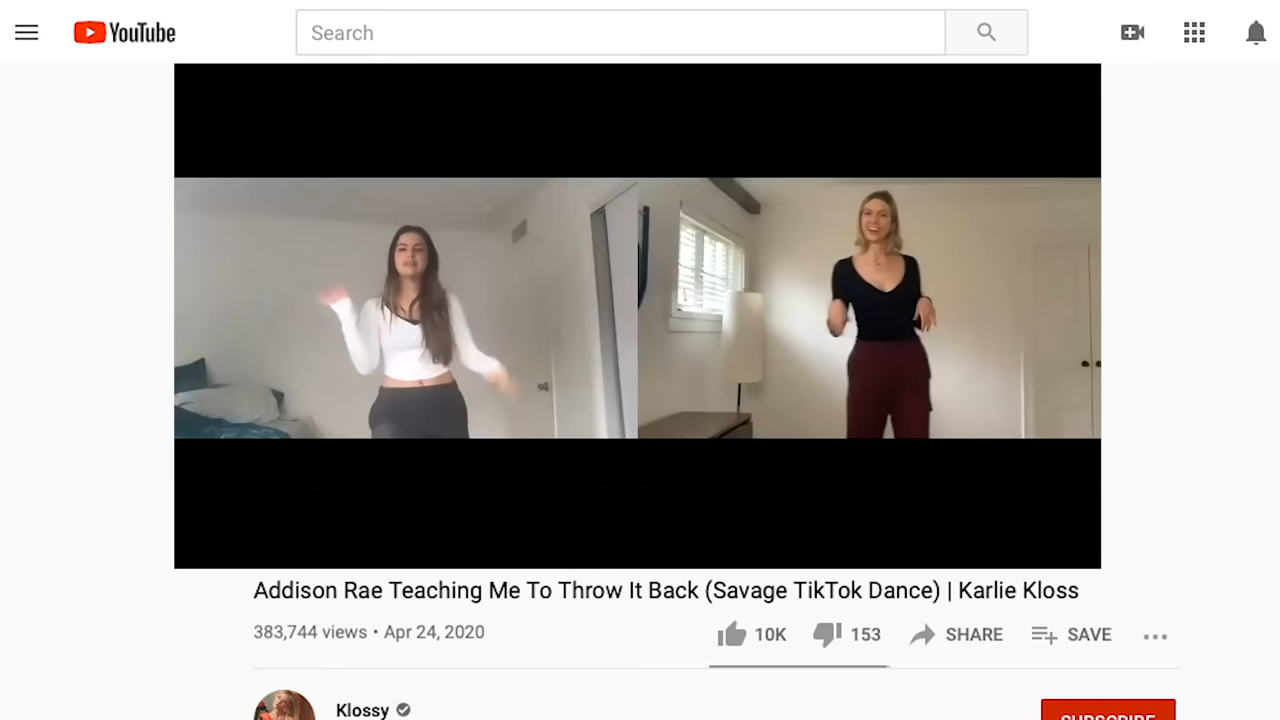 YouTube
Search
Addison Rae Teaching Me To Throw It Back (Savage TikTok Dance) | Karlie Kloss
383,744 views • Apr 24, 2020
10K 153 SHARE SAVE
Klossy
SUBSCRIBE